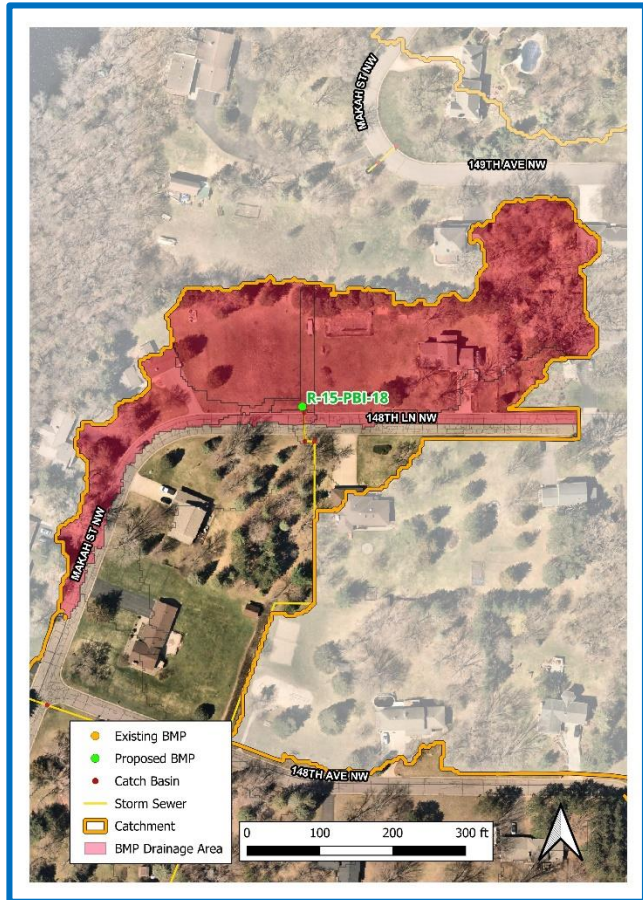 MAKAH ST NW
149TH AVE NW
R-15-PBI-18
148TH LN NW
MAKAH ST NW
148TH AVE NW
Existing BMP
Proposed BMP
Catch Basin
Storm Sewer
Catchment
BMP Drainage Area
0 100 200 300 ft